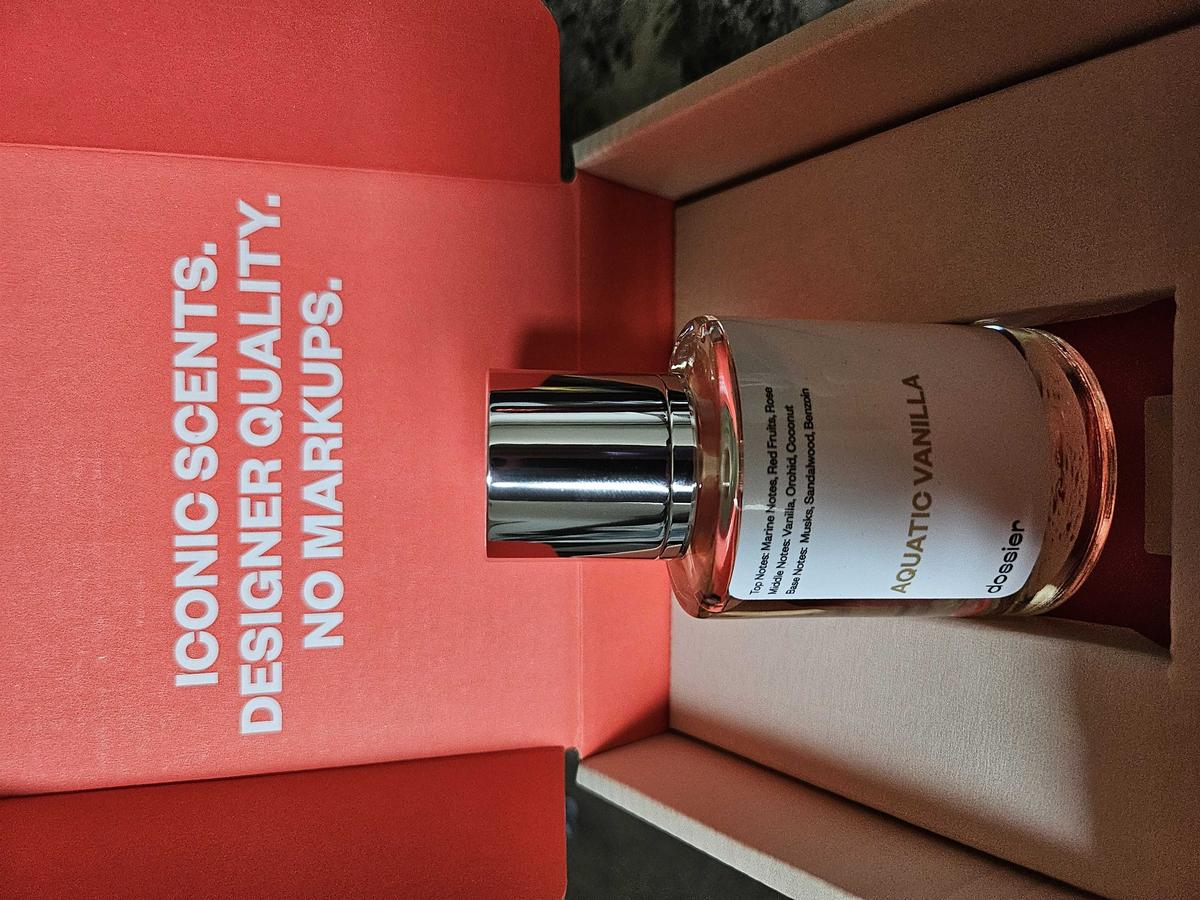 ICONIC SCENTS.
DESIGNER QUALITY.
NO MARKUPS.
Top Notes: Marine Notes, Red Fruits, Rose
Middle Notes: Vanilla, Orchid, Coconut
Base Notes: Musks, Sandalwood, Benzoin
AQUATIC VANILLA
dossier